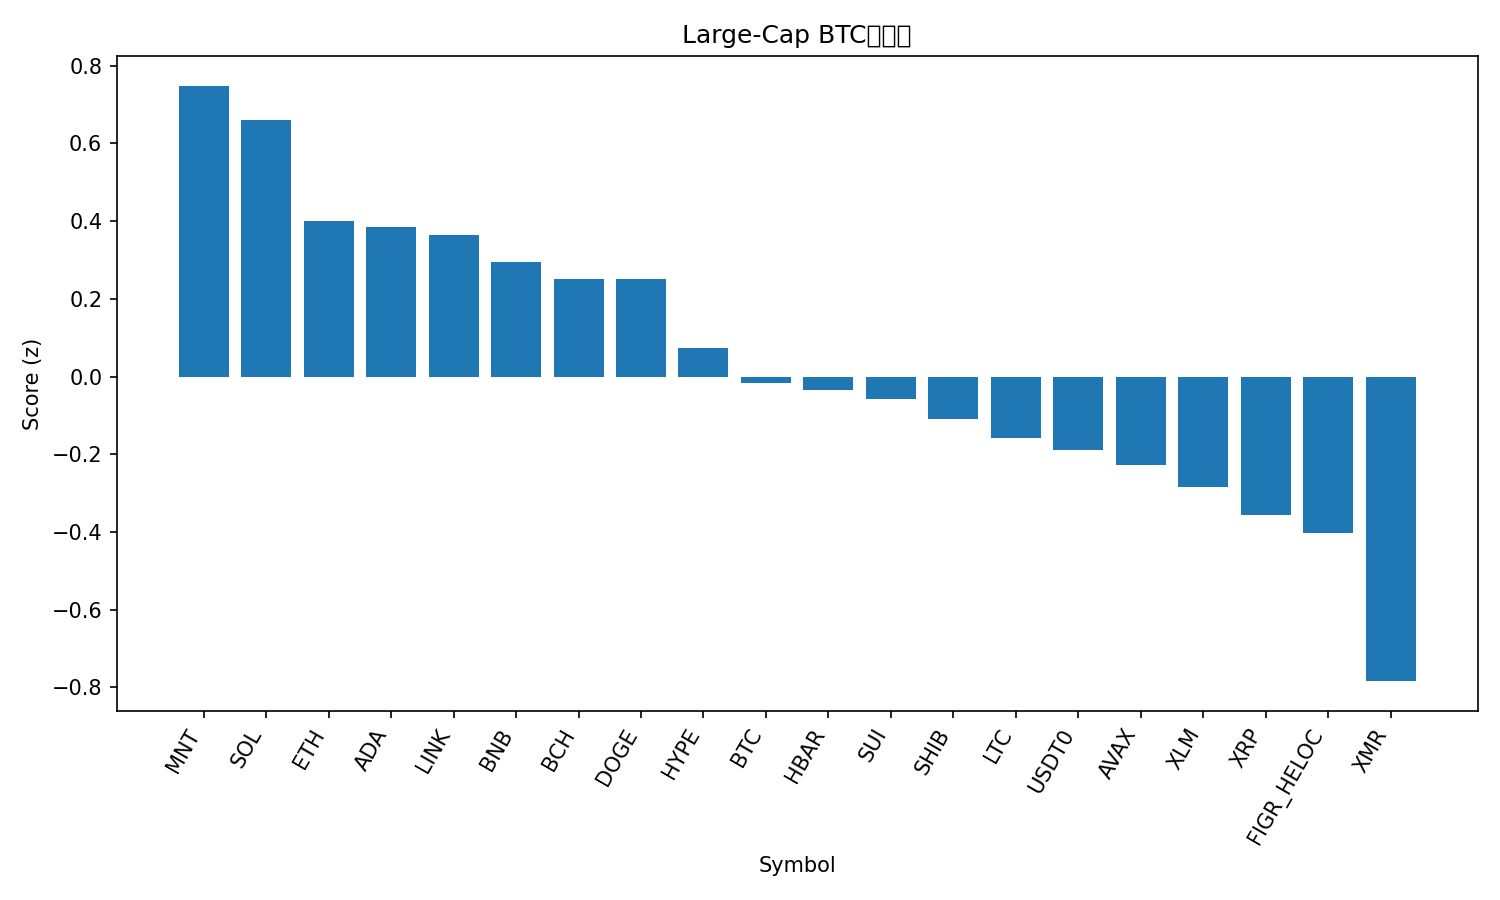 Large-Cap BTC
0.8
0.6
0.4
0.2
0.0
−0.2
−0.4
−0.6
−0.8
Score (z)
MNT
SOL
ETH
ADA
LINK
BNB
BCH
DOGE
HYPE
BTC
HBAR
SUI
SHIB
LTC
USDT0
AVAX
XLM
XRP
FIGR_HELOC
XMR
Symbol